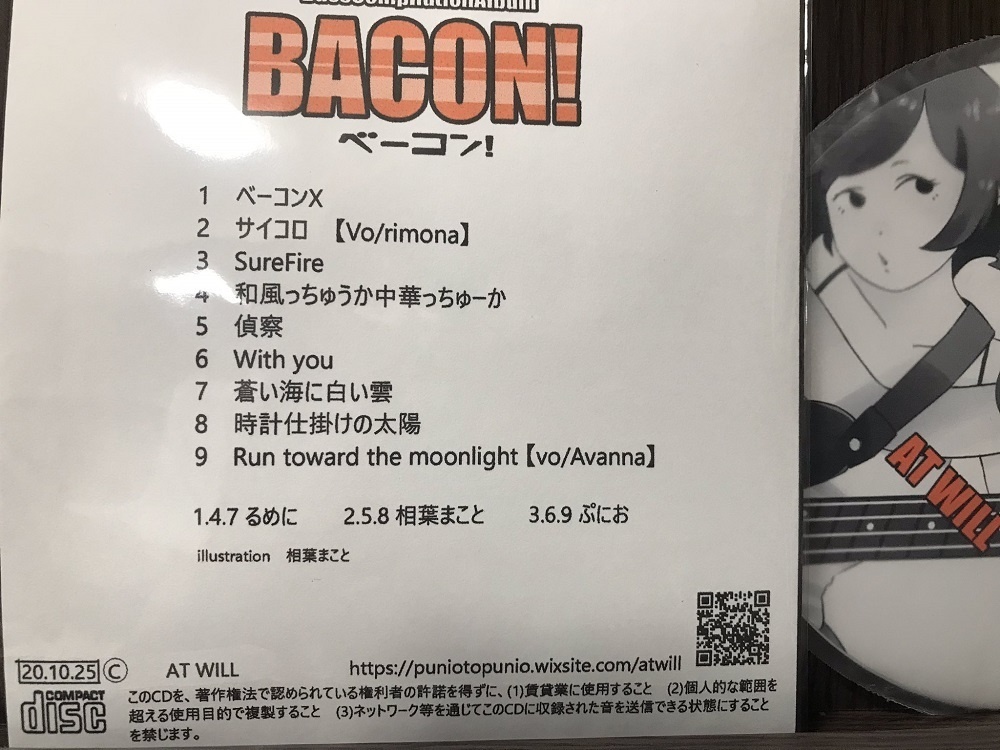 BassCompilationAlbum
BACON!
ベーコン!
1 ベーコンX
2 サイコロ 【Vo/rimona】
3 SureFire
4 和風っちゅうか中華っちゅーか
5 偵察
6 With you
7 蒼い海に白い雲
8 時計仕掛けの太陽
9 Run toward the moonlight【vo/Avanna】
1.4.7 るめに 2.5.8 相葉まこと 3.6.9 ぷにお
illustration 相葉まこと
20.10.25 Ⓒ AT WILL https://puniotopunio.wixsite.com/atwill
COMPACT
disc
このCDを、著作権法で認められている権利者の許諾を得ずに、(1)賃貸業に使用すること (2)個人的な範囲を
超える使用目的で複製すること (3)ネットワーク等を通じてこのCDに収録された音を送信できる状態にすること
を禁じます。
AT WILL